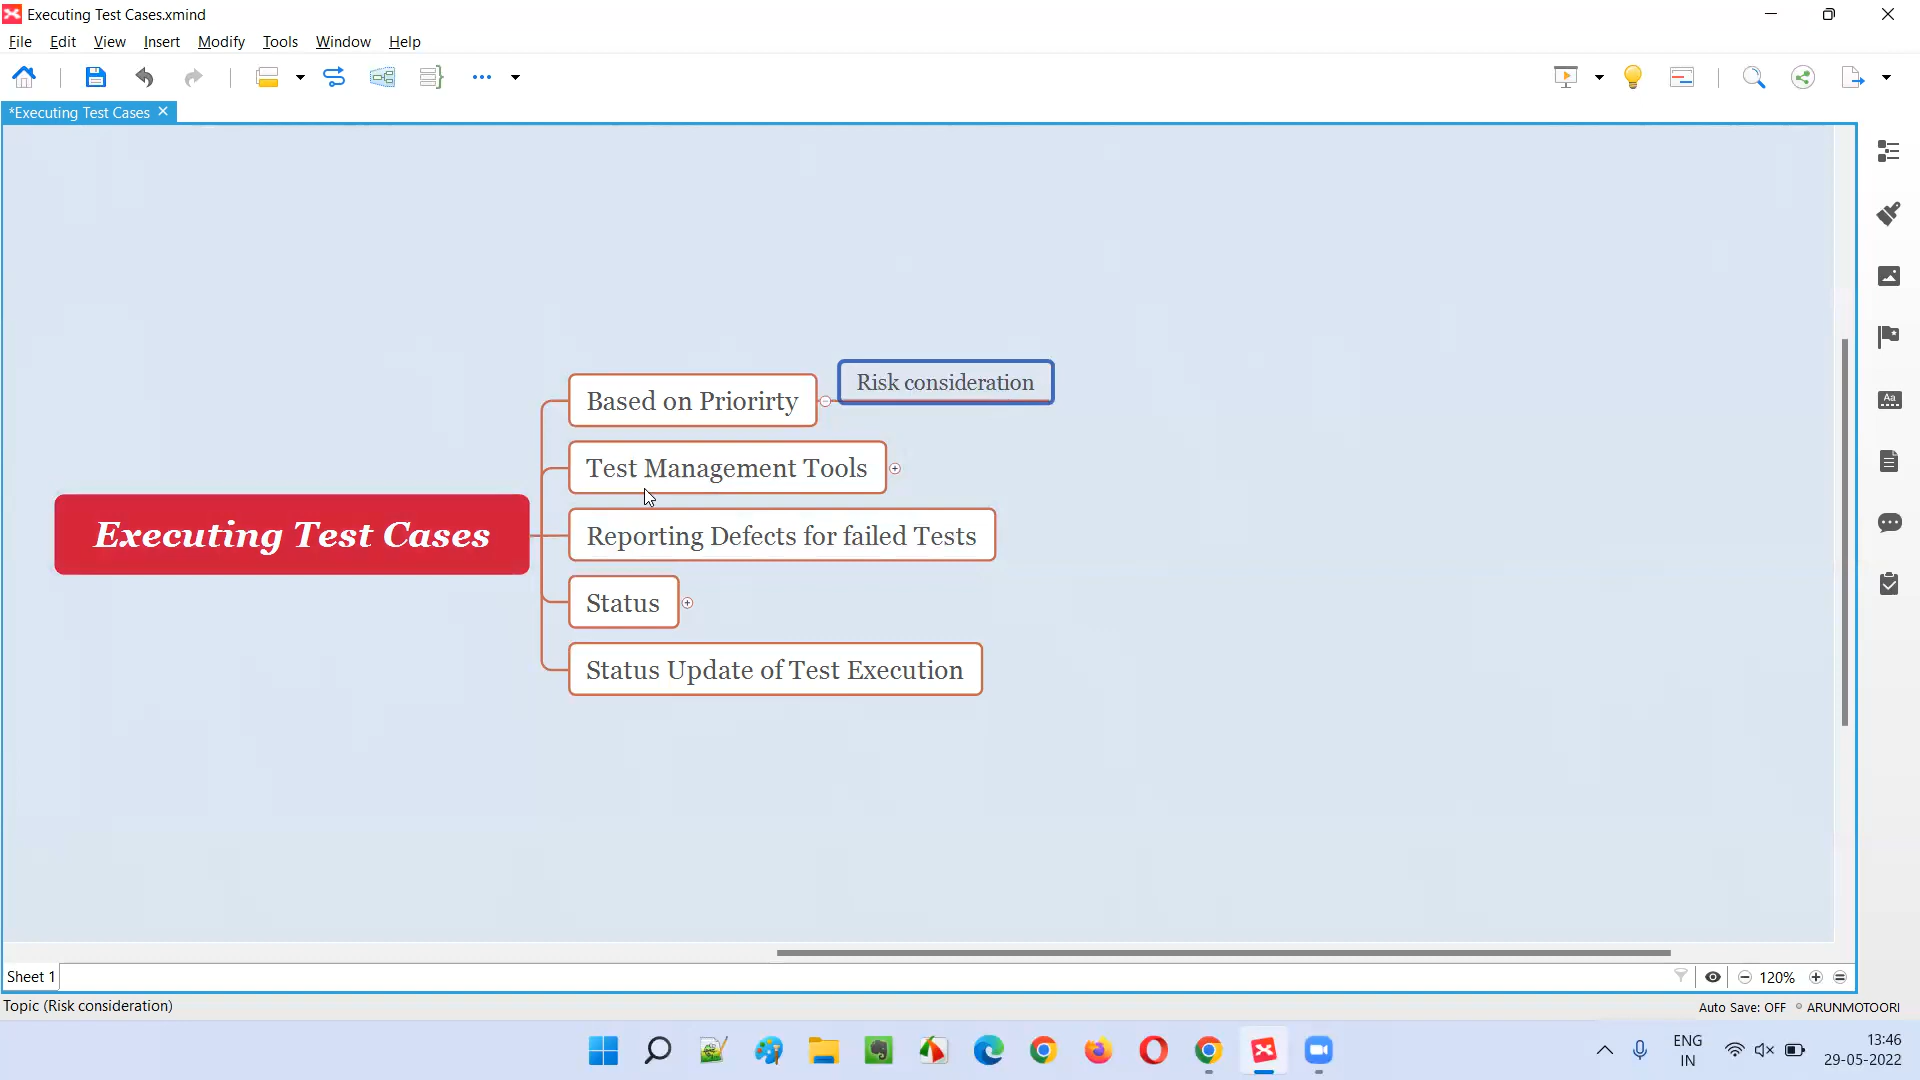 Executing Test Cases.xmind
File Edit View Insert Modify Tools Window Help
*Executing Test Cases
Risk consideration
Based on Priorirty
Test Management Tools
Executing Test Cases
Reporting Defects for failed Tests
Status
Status Update of Test Execution
Aa
Sheet 1
120%
Topic (Risk consideration)
Auto Save: OFF ARUNMOTOORI
ENG
IN
13:46
29-05-2022